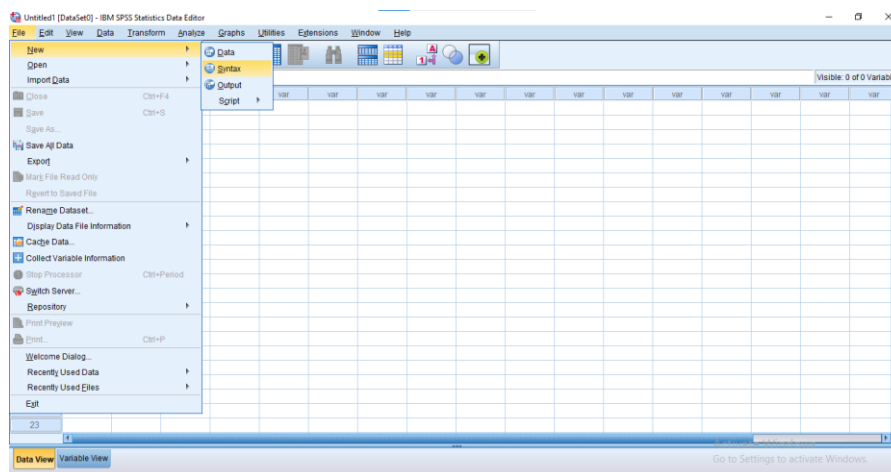 Untitled1 [DataSet0] - IBM SPSS Statistics Data Editor
File Edit View Data Transform Analyze Graphs Utilities Extensions Window Help
New
Data
Open
Syntax
Import Data
Output
Visible: 0 of 0 Variabl
Close Ctrl+F4
Script
var var var var var var var var var var var var var
Save Ctrl+S
Save As...
Save All Data
Export
Mark File Read Only
Revert to Saved File
Rename Dataset...
Display Data File Information
Cache Data...
Collect Variable Information
Stop Processor Ctrl+Period
Switch Server...
Repository
Print Preview
Print... Ctrl+P
Welcome Dialog...
Recently Used Data
Recently Used Files
Exit
23
Data View Variable View
Go to Settings to activate Windows.